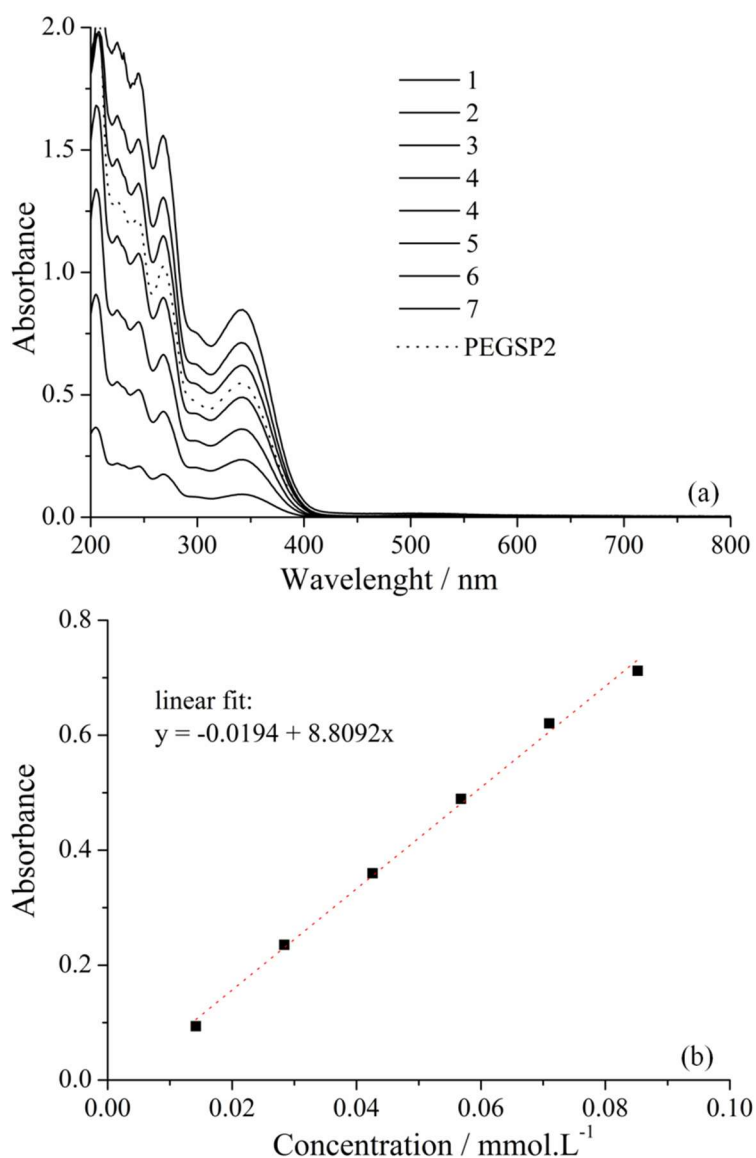 2.0
1.5
1.0
0.5
0.0
Absorbance
1
2
3
4
4
5
6
7
PEGSP2
(a)
200 300 400 500 600 700 800
Wavelenght / nm
0.8
0.6
0.4
0.2
0.0
Absorbance
linear fit:
y = -0.0194 + 8.8092x
(b)
0.00 0.02 0.04 0.06 0.08 0.10
Concentration / mmol.L⁻¹